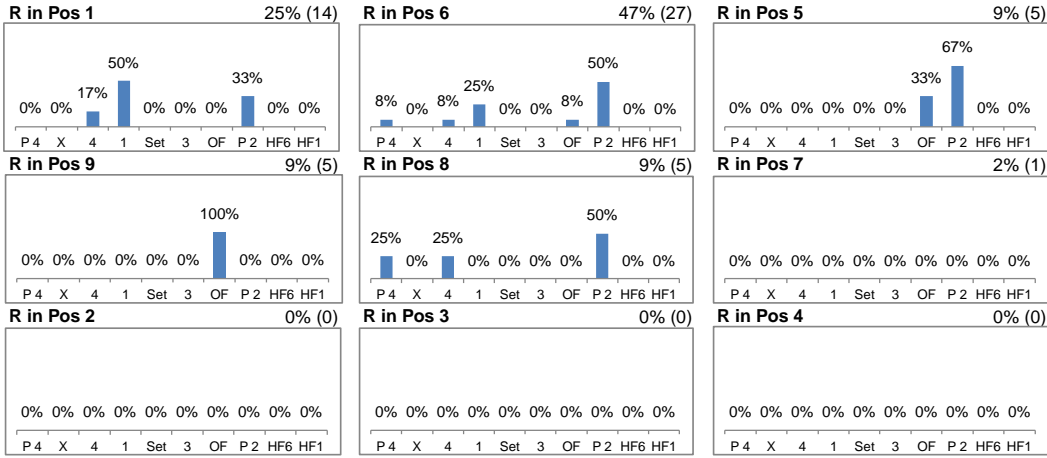 R in Pos 1 25% (14)
50%
33%
17%
0% 0% 0% 0% 0% 0% 0%
P 4 X 4 1 Set 3 OF P 2 HF6 HF1
R in Pos 6 47% (27)
50%
25%
8% 8% 8%
0% 0% 0% 0% 0%
P 4 X 4 1 Set 3 OF P 2 HF6 HF1
R in Pos 5 9% (5)
67%
33%
0% 0% 0% 0% 0% 0% 0% 0%
P 4 X 4 1 Set 3 OF P 2 HF6 HF1
R in Pos 9 9% (5)
100%
0% 0% 0% 0% 0% 0% 0% 0% 0%
P 4 X 4 1 Set 3 OF P 2 HF6 HF1
R in Pos 8 9% (5)
50%
25% 25%
0% 0% 0% 0% 0% 0% 0%
P 4 X 4 1 Set 3 OF P 2 HF6 HF1
R in Pos 7 2% (1)
0% 0% 0% 0% 0% 0% 0% 0% 0% 0%
P 4 X 4 1 Set 3 OF P 2 HF6 HF1
R in Pos 2 0% (0)
0% 0% 0% 0% 0% 0% 0% 0% 0% 0%
P 4 X 4 1 Set 3 OF P 2 HF6 HF1
R in Pos 3 0% (0)
0% 0% 0% 0% 0% 0% 0% 0% 0% 0%
P 4 X 4 1 Set 3 OF P 2 HF6 HF1
R in Pos 4 0% (0)
0% 0% 0% 0% 0% 0% 0% 0% 0% 0%
P 4 X 4 1 Set 3 OF P 2 HF6 HF1